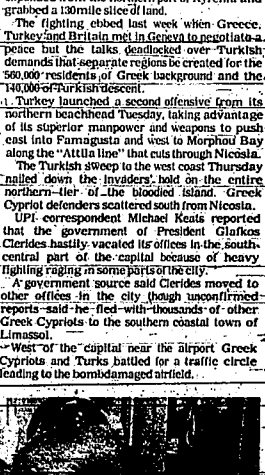 grabbed a 130mile slice of land.
The fighting ebbed last week when Greece,
Turkey and Britain met in Geneva to negotiate a
peace but the talks deadlocked over Turkish
demands that separate regions be created for the
560,000 residents of Greek background and the
140,000 of Turkish descent.
Turkey launched a second offensive from its
northern beachhead Tuesday, taking advantage
of its superior manpower and weapons to push
east into Famagusta and west to Morphou Bay
along the "Attila line" that cuts through Nicosia.
The Turkish sweep to the west coast Thursday
nailed down the invaders' hold on the entire
northern tier of the bloodied island. Greek
Cypriot defenders scattered south from Nicosia.
UPI correspondent Michael Keats reported
that the government of President Glafkos
Clerides hastily vacated its offices in the south-
central part of the capital because of heavy
fighting raging in some parts of the city.
A government source said Clerides moved to
other offices in the city though unconfirmed
reports said he fled with thousands of other
Greek Cypriots to the southern coastal town of
Limassol.
West of the capital near the airport Greek
Cypriots and Turks battled for a traffic circle
leading to the bombdamaged airfield.